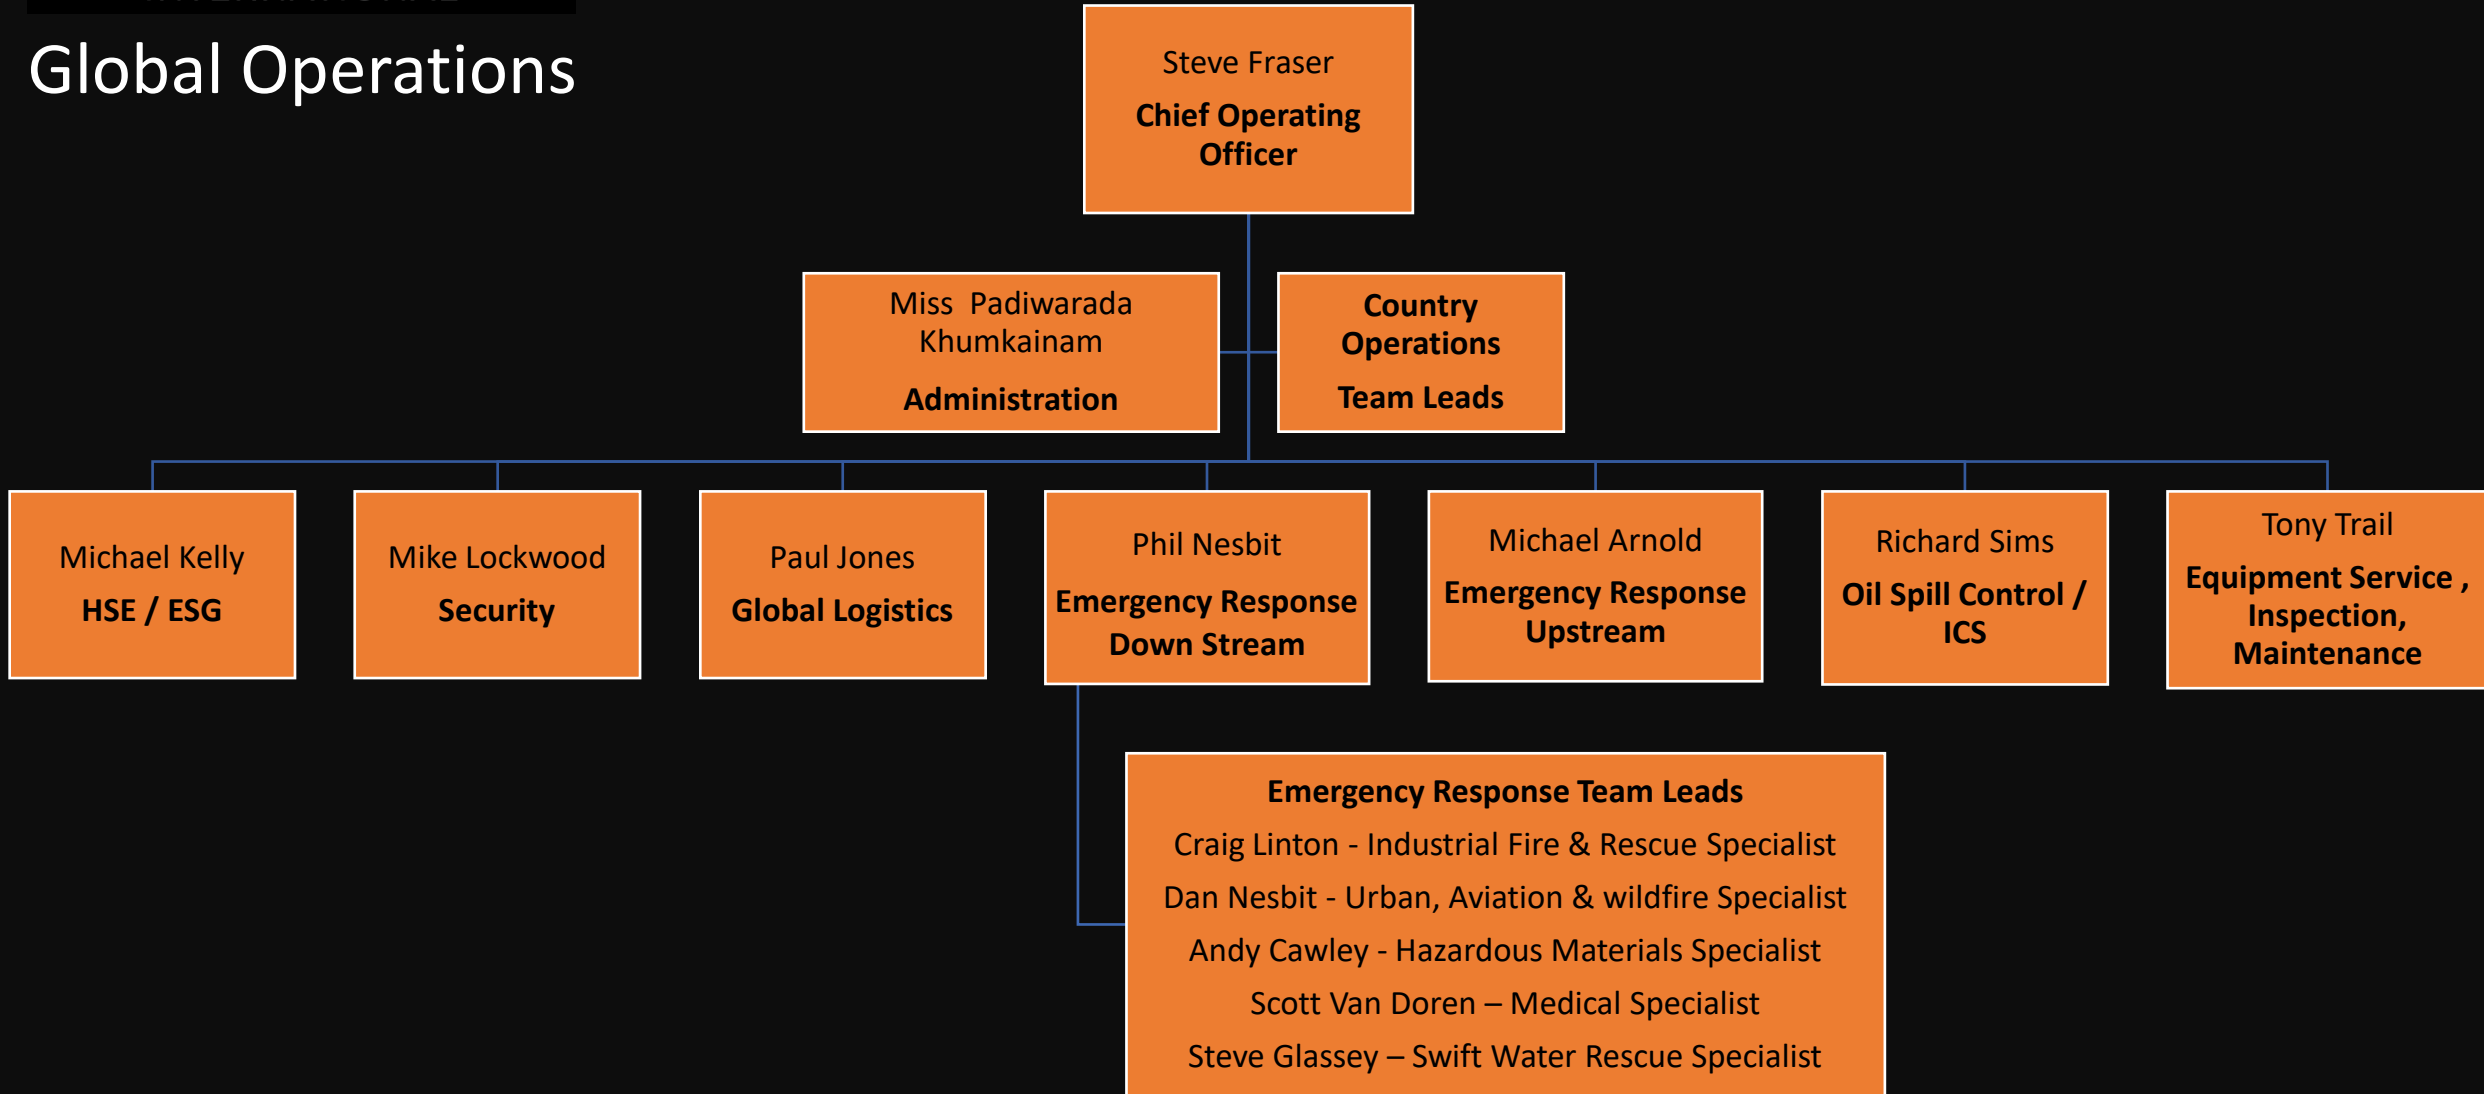 Global Operations
Steve Fraser
Chief Operating
Officer
Miss  Padiwarada
Khumkainam
Administration
Country
Operations
Team Leads
Michael Kelly
HSE / ESG
Mike Lockwood
Security
Paul Jones
Global Logistics
Phil Nesbit
Emergency Response
Down Stream
Michael Arnold
Emergency Response
Upstream
Richard Sims
Oil Spill Control /
ICS
Tony Trail
Equipment Service ,
Inspection,
Maintenance
Emergency Response Team Leads
Craig Linton - Industrial Fire & Rescue Specialist
Dan Nesbit - Urban, Aviation & wildfire Specialist
Andy Cawley - Hazardous Materials Specialist
Scott Van Doren – Medical Specialist
Steve Glassey – Swift Water Rescue Specialist